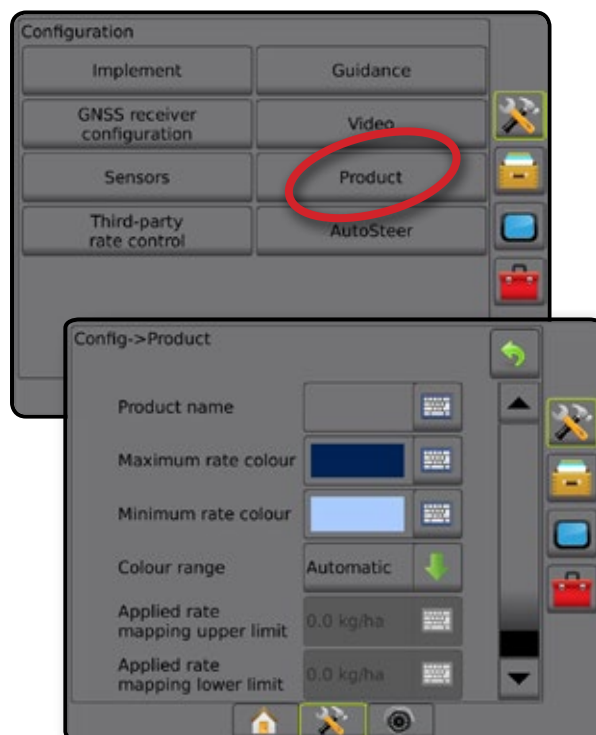 Configuration
Implement
Guidance
GNSS receiver
configuration
Video
Sensors
Product
Third-party
rate control
AutoSteer
Config->Product
Product name
Maximum rate colour
Minimum rate colour
Colour range
Automatic
Applied rate
mapping upper limit
0.0 kg/ha
Applied rate
mapping lower limit
0.0 kg/ha